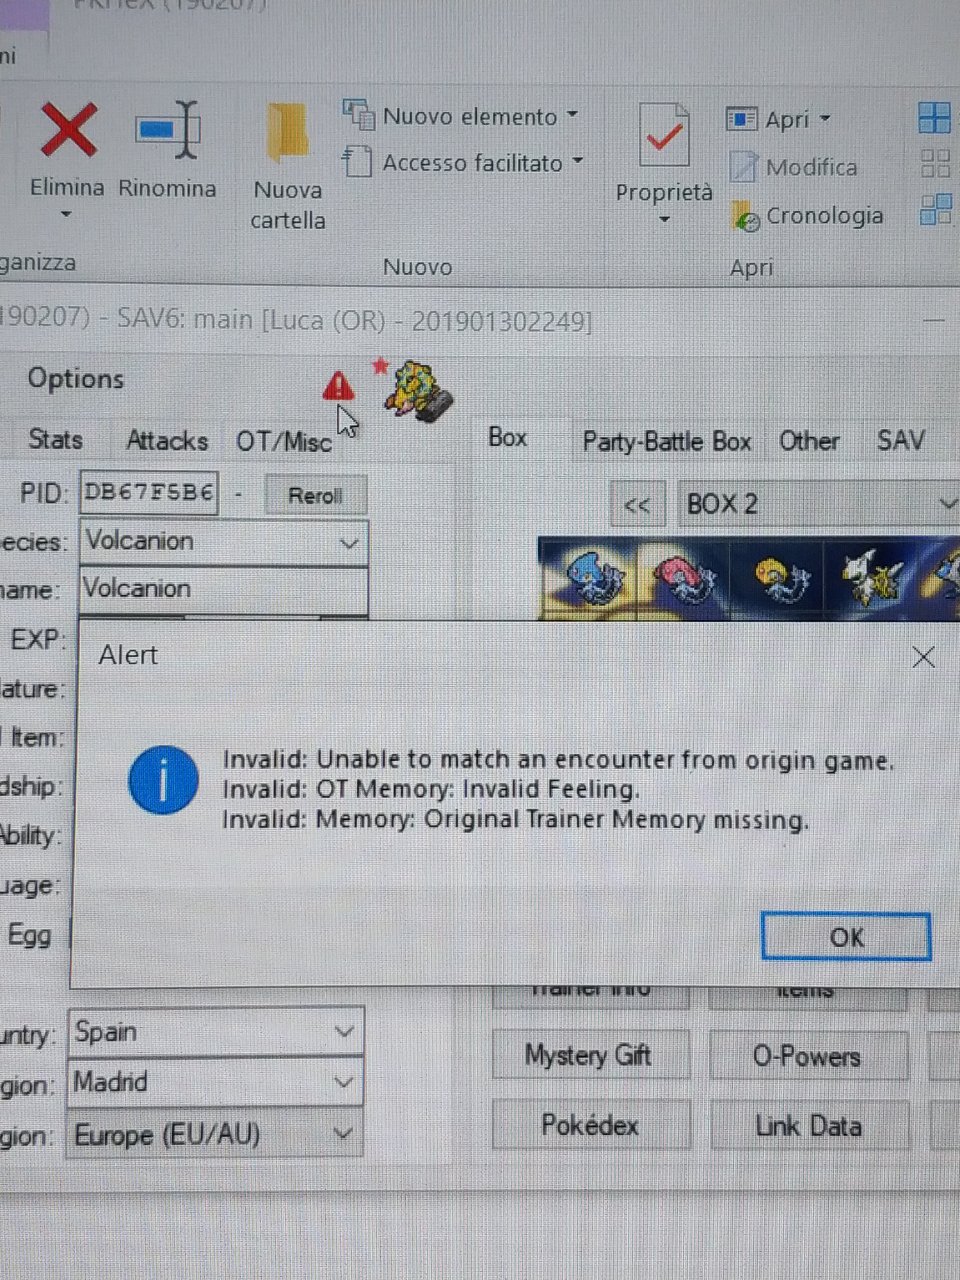 PKHeX (190207)
ni
Elimina
Rinomina
Nuova
cartella
Nuovo elemento
Accesso facilitato
Proprietà
Apri
Modifica
Cronologia
ganizza
Nuovo
Apri
190207) - SAV6: main [Luca (OR) - 201901302249]
Options
Stats
Attacks
OT/Misc
Box
Party-Battle Box
Other
SAV
PID:
DB67F5B6
-
Reroll
<<
BOX 2
ecies:
Volcanion
name:
Volcanion
EXP:
ature:
Item:
dship:
Ability:
uage:
Egg
Alert
Invalid: Unable to match an encounter from origin game.
Invalid: OT Memory: Invalid Feeling.
Invalid: Memory: Original Trainer Memory missing.
OK
Trainer Info
Items
untry:
Spain
Mystery Gift
O-Powers
gion:
Madrid
gion:
Europe (EU/AU)
Pokédex
Link Data